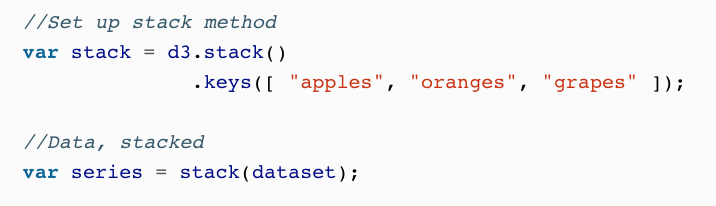 //Set up stack method
var stack = d3.stack()
.keys([ "apples", "oranges", "grapes" ]);
//Data, stacked
var series = stack(dataset);